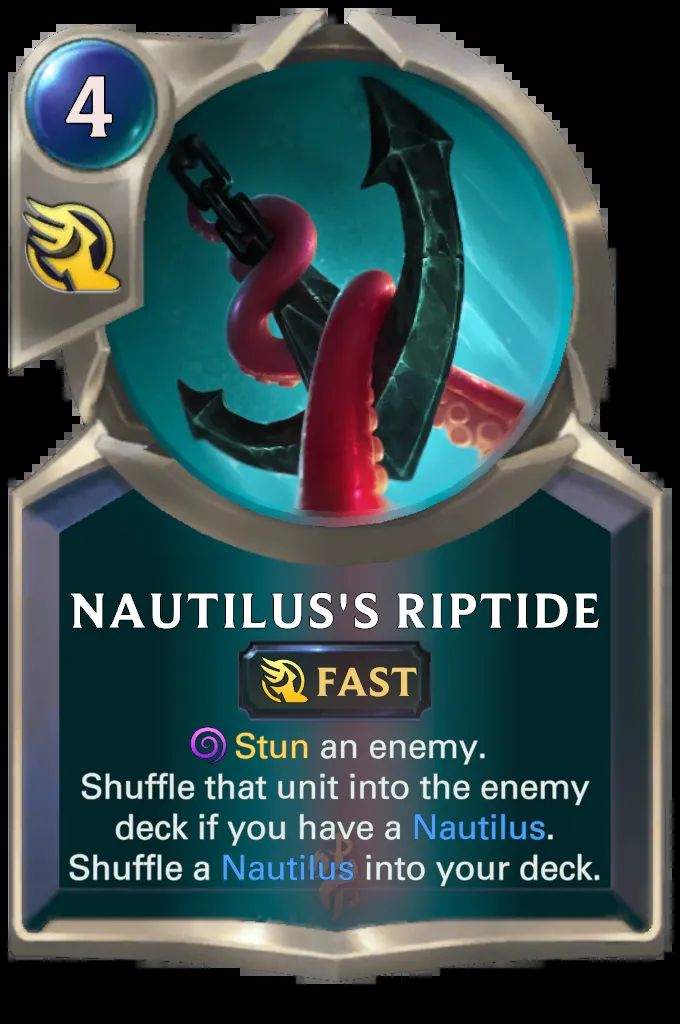 4
NAUTILUS'S RIPTIDE
FAST
Stun an enemy.
Shuffle that unit into the enemy
deck if you have a Nautilus.
Shuffle a Nautilus into your deck.